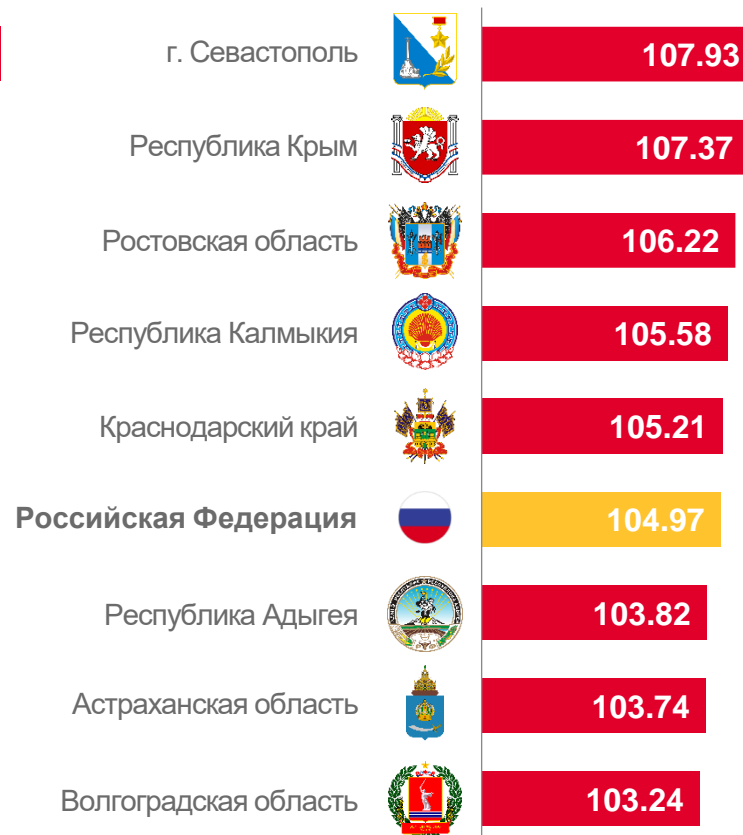 г. Севастополь 107.93
Республика Крым 107.37
Ростовская область 106.22
Республика Калмыкия 105.58
Краснодарский край 105.21
Российская Федерация 104.97
Республика Адыгея 103.82
Астраханская область 103.74
Волгоградская область 103.24